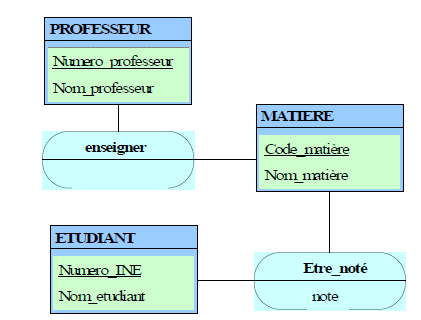 PROFESSEUR
Numero_professeur
Nom_professeur
enseigner
MATIERE
Code_matière
Nom_matière
ETUDIANT
Numero_INE
Nom_etudiant
Etre_noté
note